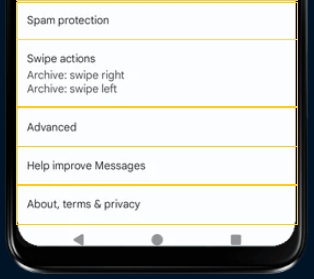 Spam protection
Swipe actions
Archive: swipe right
Archive: swipe left
Advanced
Help improve Messages
About, terms & privacy